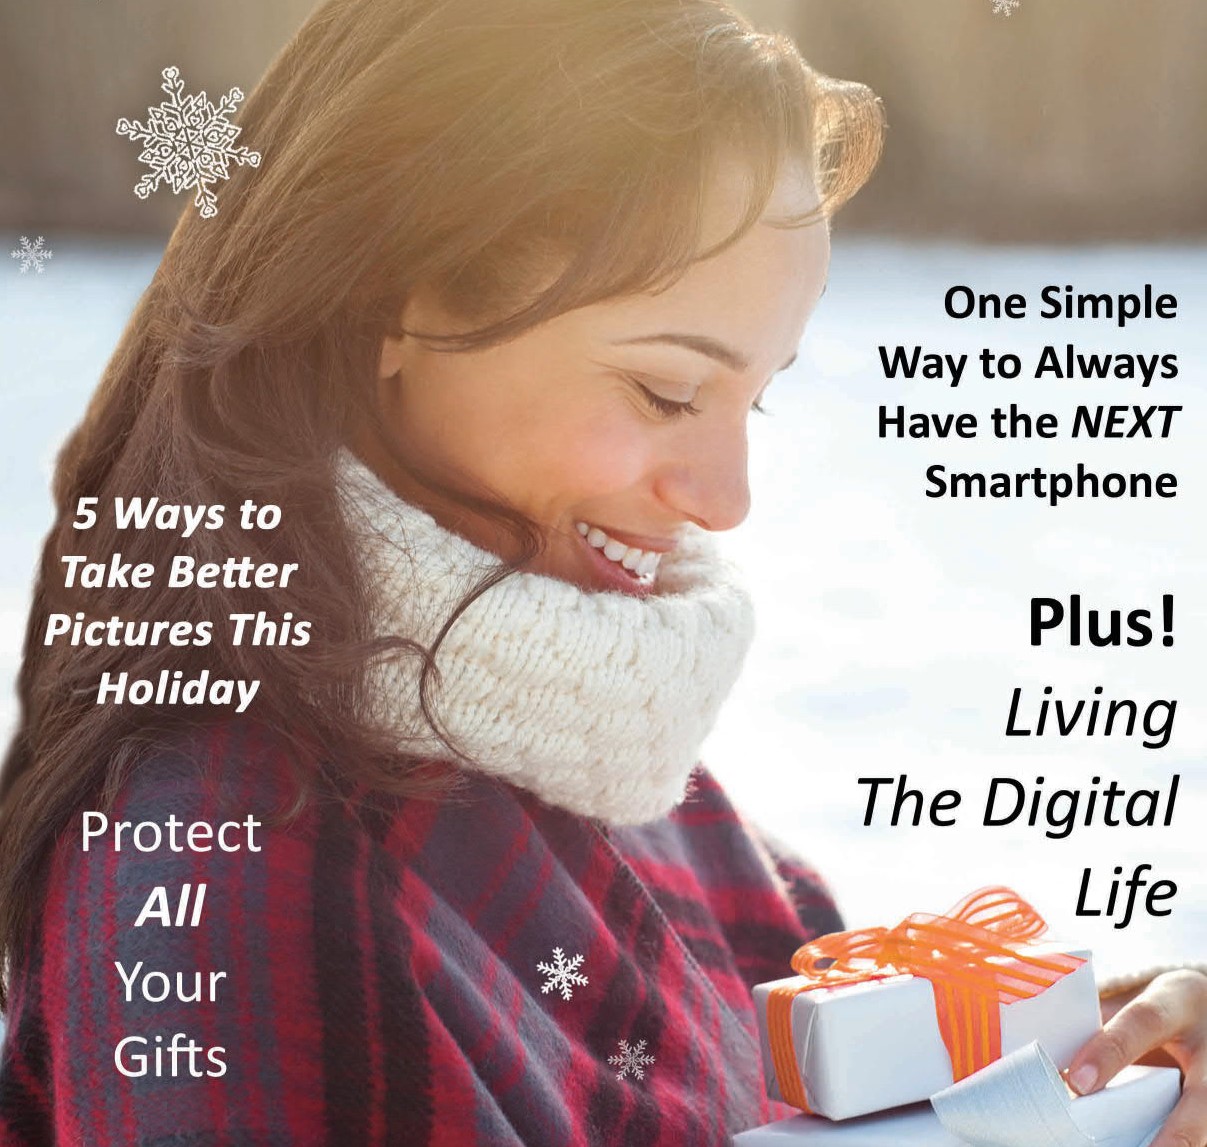 One Simple
Way to Always
Have the NEXT
Smartphone
5 Ways to
Take Better
Pictures This
Holiday
Plus!
Living
The Digital
Life
Protect
All
Your
Gifts